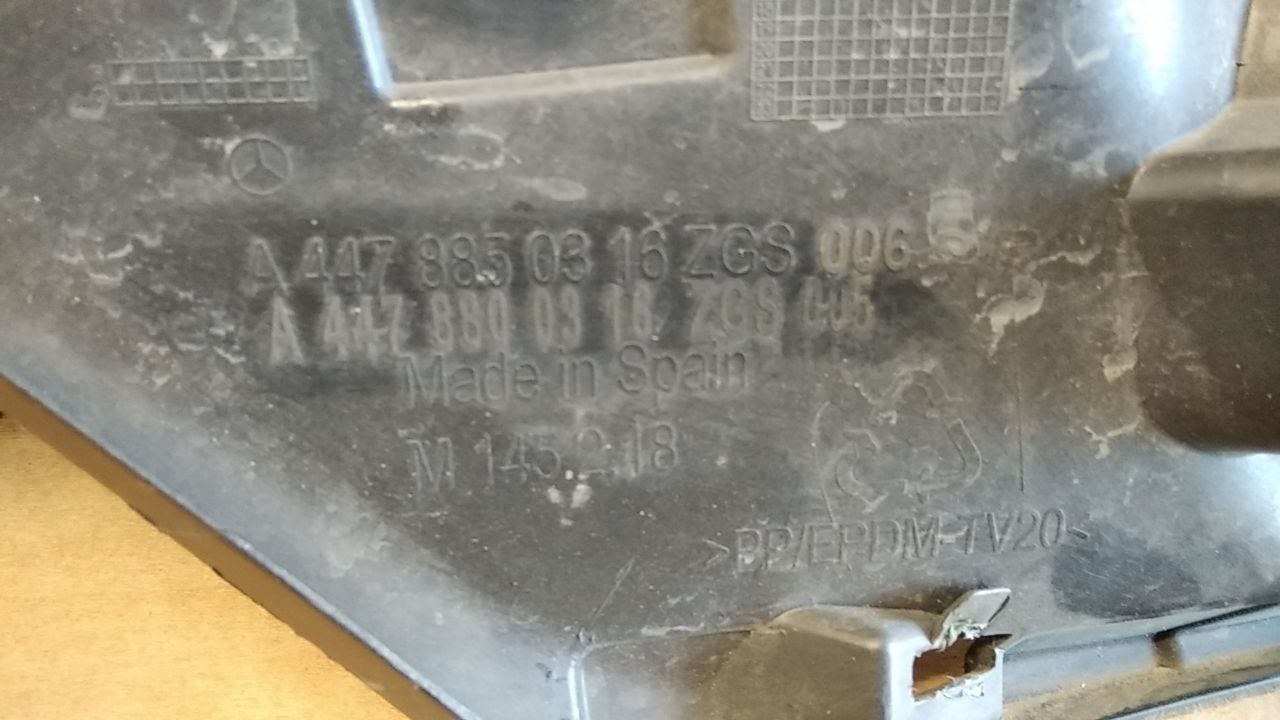 A 447 885 03 16 ZGS 006
A 447 880 03 16 ZGS 005
Made in Spain
M 145.2.18
>PP/EPDM-TV20<